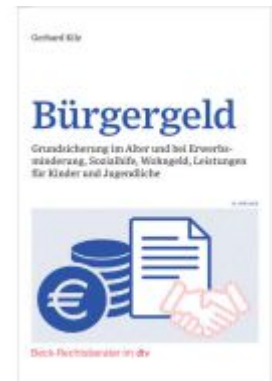 Gerhard Kilz
Bürgergeld
Grundsicherung im Alter und bei Erwerbs-
minderung, Sozialhilfe, Wohngeld, Leistungen
für Kinder und Jugendliche
€
Beck-Rechtsberater im dtv